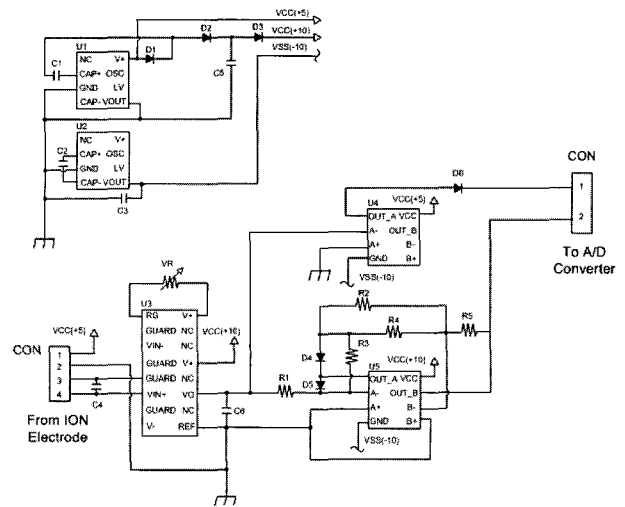 VCC(+5)
D2
D3
VCC(+10)
VSS(-10)
U1
NC V+
D1
C1
CAP+ OSC
GND LV
CAP- VOUT
C5
U2
NC V+
C2
CAP+ OSC
GND LV
CAP- VOUT
C3
CON
D6
1
2
To A/D
Converter
U4
VCC(+5)
OUT_A VCC
A- OUT_B
A+ B-
GND B+
VSS(-10)
VR
U3
RG V+
GUARD NC
VIN- NC
GUARD V+
GUARD NC
VIN+ VO
GUARD NC
V- REF
VCC(+10)
VCC(+5)
CON
1
2
3
4
C4
From ION
Electrode
C6
R1
R2
R4
R3
R5
D4
D5
U5
VCC(+10)
OUT_A VCC
A- OUT_B
A+ B-
GND B+
VSS(-10)